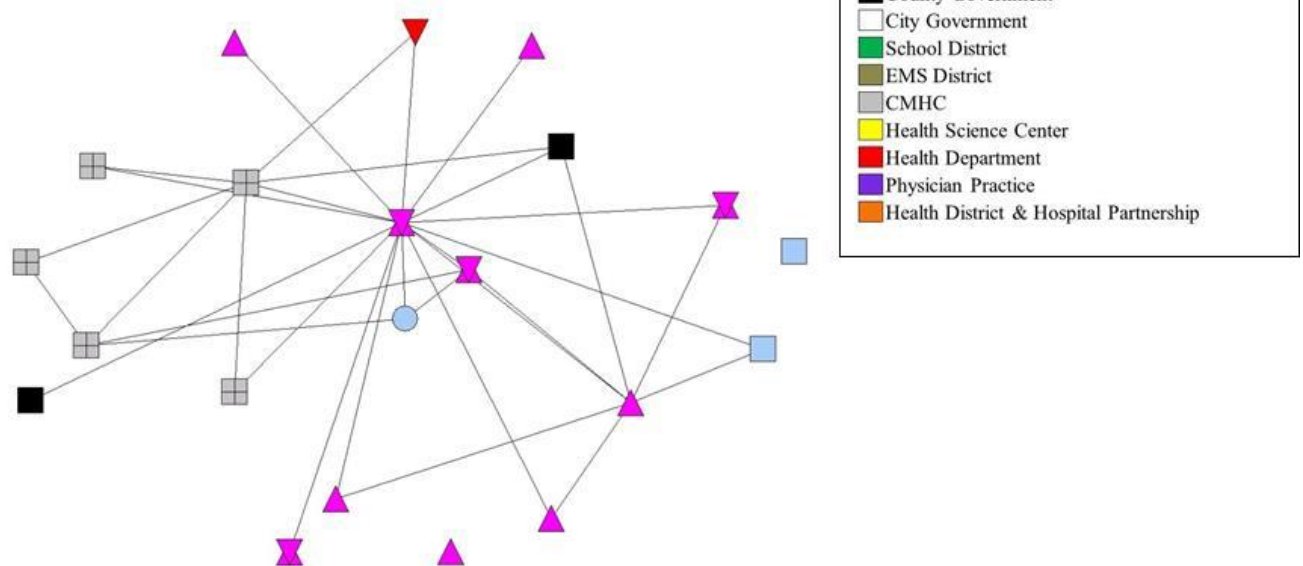 City Government
School District
EMS District
CMHC
Health Science Center
Health Department
Physician Practice
Health District & Hospital Partnership